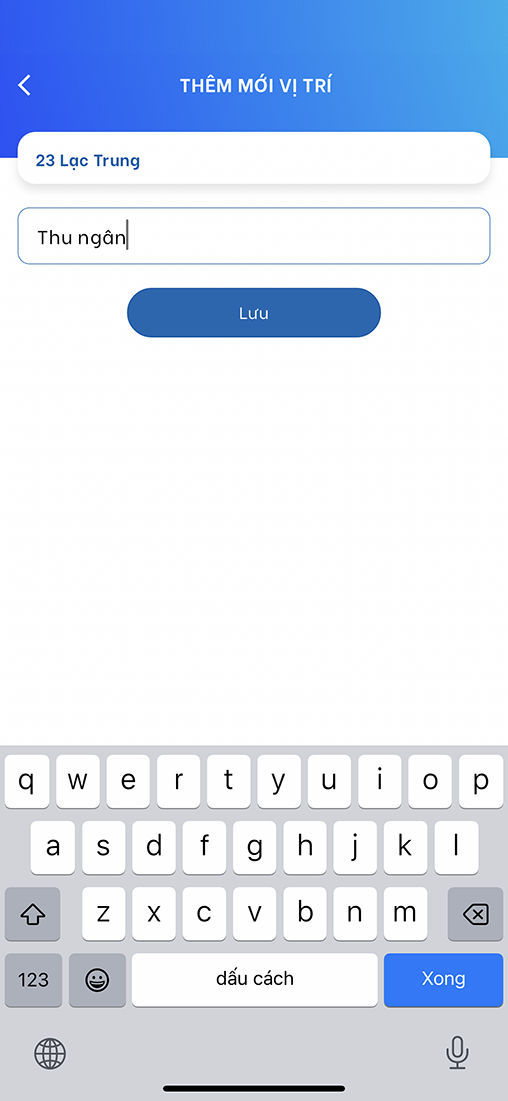 THÊM MỚI VỊ TRÍ
23 Lạc Trung
Thu ngân
Lưu
q w e r t y u i o p
a s d f g h j k l
z x c v b n m
123 dấu cách Xong